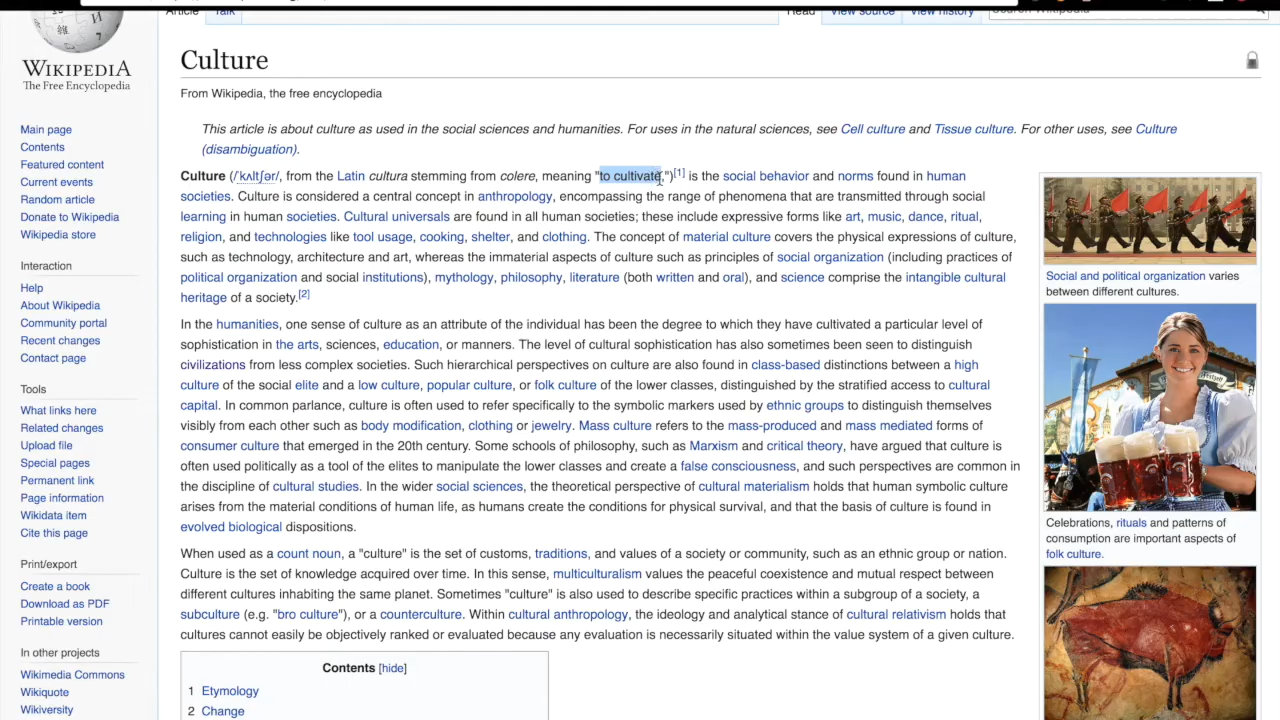 Article Talk Read View source View history Search Wikipedia
WIKIPEDIA
The Free Encyclopedia
Main page
Contents
Featured content
Current events
Random article
Donate to Wikipedia
Wikipedia store
Interaction
Help
About Wikipedia
Community portal
Recent changes
Contact page
Tools
What links here
Related changes
Upload file
Special pages
Permanent link
Page information
Wikidata item
Cite this page
Print/export
Create a book
Download as PDF
Printable version
In other projects
Wikimedia Commons
Wikiquote
Wikiversity
Culture
From Wikipedia, the free encyclopedia
This article is about culture as used in the social sciences and humanities. For uses in the natural sciences, see Cell culture and Tissue culture. For other uses, see Culture
(disambiguation).
Culture (/ˈkʌltʃər/, from the Latin cultura stemming from colere, meaning "to cultivate,")[1] is the social behavior and norms found in human
societies. Culture is considered a central concept in anthropology, encompassing the range of phenomena that are transmitted through social
learning in human societies. Cultural universals are found in all human societies; these include expressive forms like art, music, dance, ritual,
religion, and technologies like tool usage, cooking, shelter, and clothing. The concept of material culture covers the physical expressions of culture,
such as technology, architecture and art, whereas the immaterial aspects of culture such as principles of social organization (including practices of
political organization and social institutions), mythology, philosophy, literature (both written and oral), and science comprise the intangible cultural
heritage of a society.[2]
In the humanities, one sense of culture as an attribute of the individual has been the degree to which they have cultivated a particular level of
sophistication in the arts, sciences, education, or manners. The level of cultural sophistication has also sometimes been seen to distinguish
civilizations from less complex societies. Such hierarchical perspectives on culture are also found in class-based distinctions between a high
culture of the social elite and a low culture, popular culture, or folk culture of the lower classes, distinguished by the stratified access to cultural
capital. In common parlance, culture is often used to refer specifically to the symbolic markers used by ethnic groups to distinguish themselves
visibly from each other such as body modification, clothing or jewelry. Mass culture refers to the mass-produced and mass mediated forms of
consumer culture that emerged in the 20th century. Some schools of philosophy, such as Marxism and critical theory, have argued that culture is
often used politically as a tool of the elites to manipulate the lower classes and create a false consciousness, and such perspectives are common in
the discipline of cultural studies. In the wider social sciences, the theoretical perspective of cultural materialism holds that human symbolic culture
arises from the material conditions of human life, as humans create the conditions for physical survival, and that the basis of culture is found in
evolved biological dispositions.
When used as a count noun, a "culture" is the set of customs, traditions, and values of a society or community, such as an ethnic group or nation.
Culture is the set of knowledge acquired over time. In this sense, multiculturalism values the peaceful coexistence and mutual respect between
different cultures inhabiting the same planet. Sometimes "culture" is also used to describe specific practices within a subgroup of a society, a
subculture (e.g. "bro culture"), or a counterculture. Within cultural anthropology, the ideology and analytical stance of cultural relativism holds that
cultures cannot easily be objectively ranked or evaluated because any evaluation is necessarily situated within the value system of a given culture.
Contents [hide]
1 Etymology
2 Change
Social and political organization varies
between different cultures.
Celebrations, rituals and patterns of
consumption are important aspects of
folk culture.